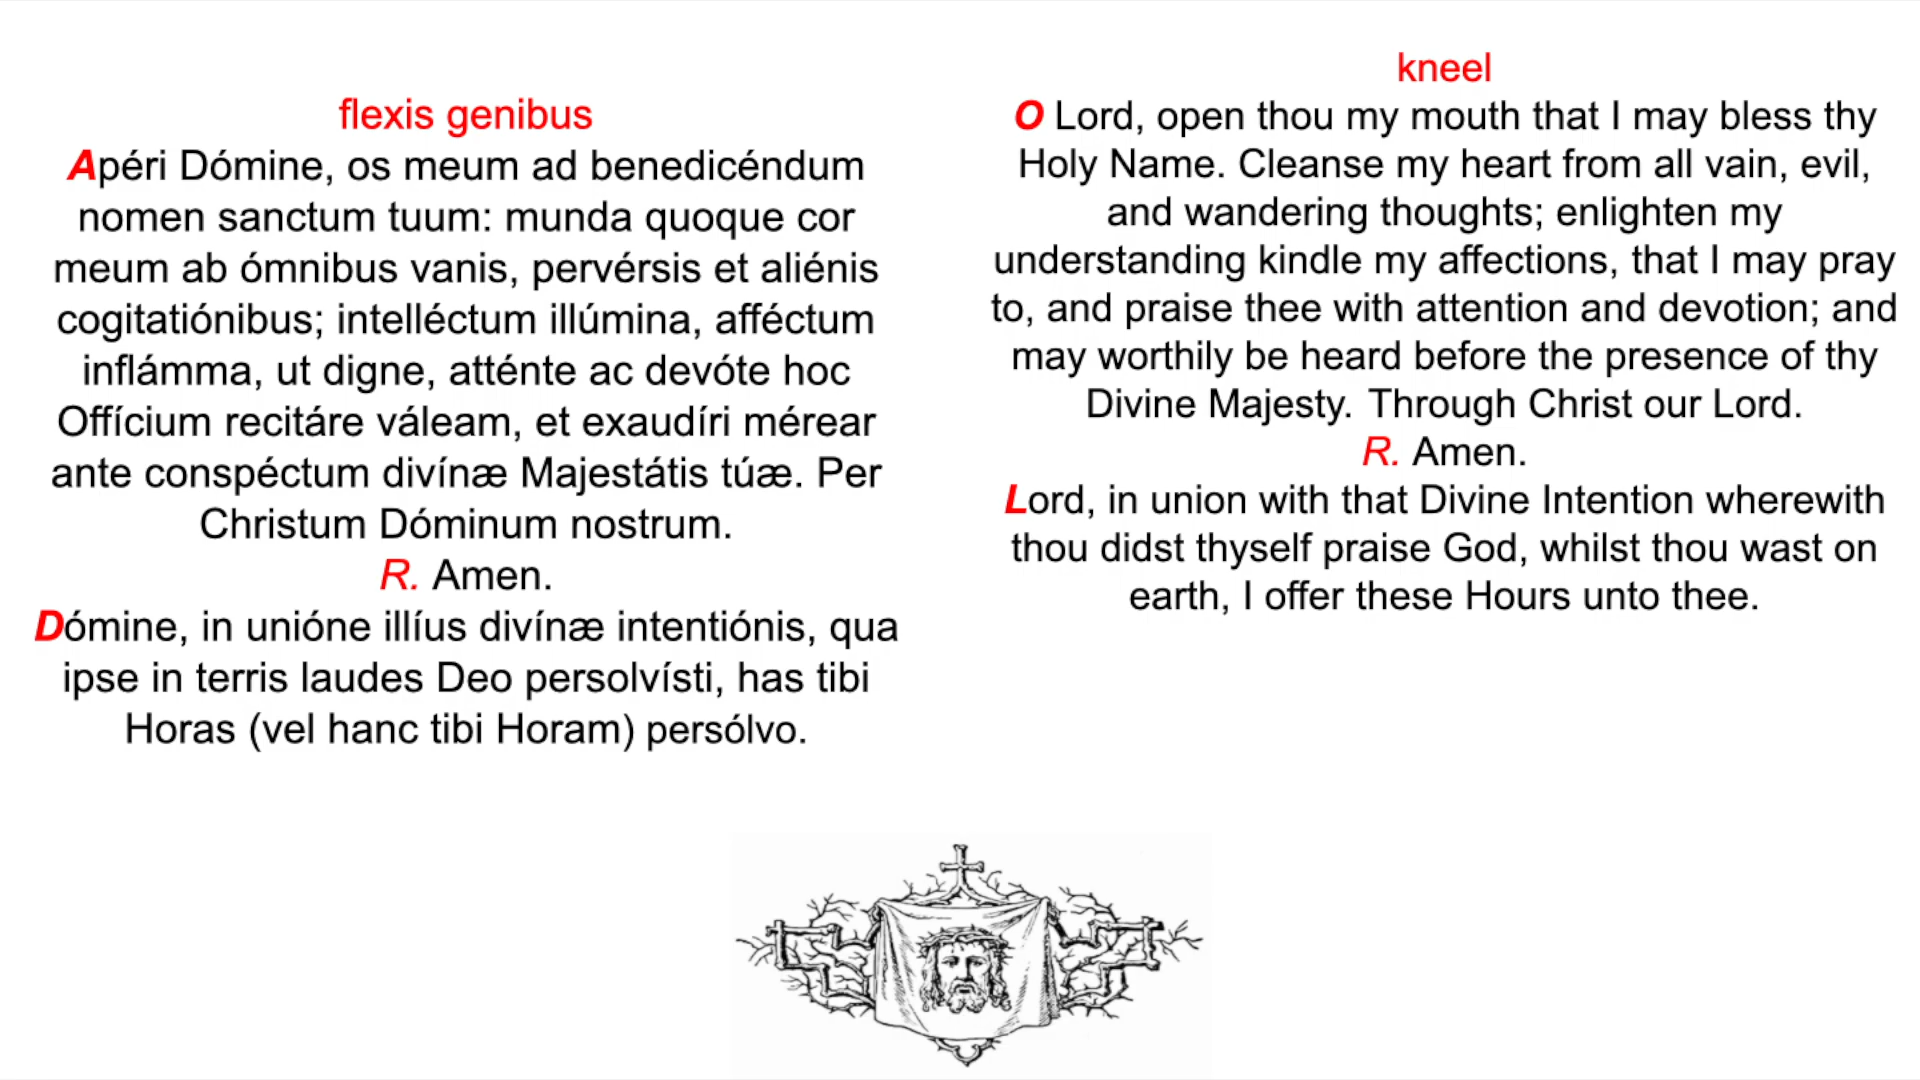 flexis genibus
Apéri Dómine, os meum ad benedicéndum
nomen sanctum tuum: munda quoque cor
meum ab ómnibus vanis, pervérsis et aliénis
cogitatiónibus; intelléctum illúmina, afféctum
inflámma, ut digne, atténte ac devóte hoc
Offícium recitáre váleam, et exaudíri mérear
ante conspéctum divínæ Majestátis túæ. Per
Christum Dóminum nostrum.
R. Amen.
Dómine, in unióne illíus divínæ intentiónis, qua
ipse in terris laudes Deo persolvísti, has tibi
Horas (vel hanc tibi Horam) persólvo.
kneel
O Lord, open thou my mouth that I may bless thy
Holy Name. Cleanse my heart from all vain, evil,
and wandering thoughts; enlighten my
understanding kindle my affections, that I may pray
to, and praise thee with attention and devotion; and
may worthily be heard before the presence of thy
Divine Majesty. Through Christ our Lord.
R. Amen.
Lord, in union with that Divine Intention wherewith
thou didst thyself praise God, whilst thou wast on
earth, I offer these Hours unto thee.